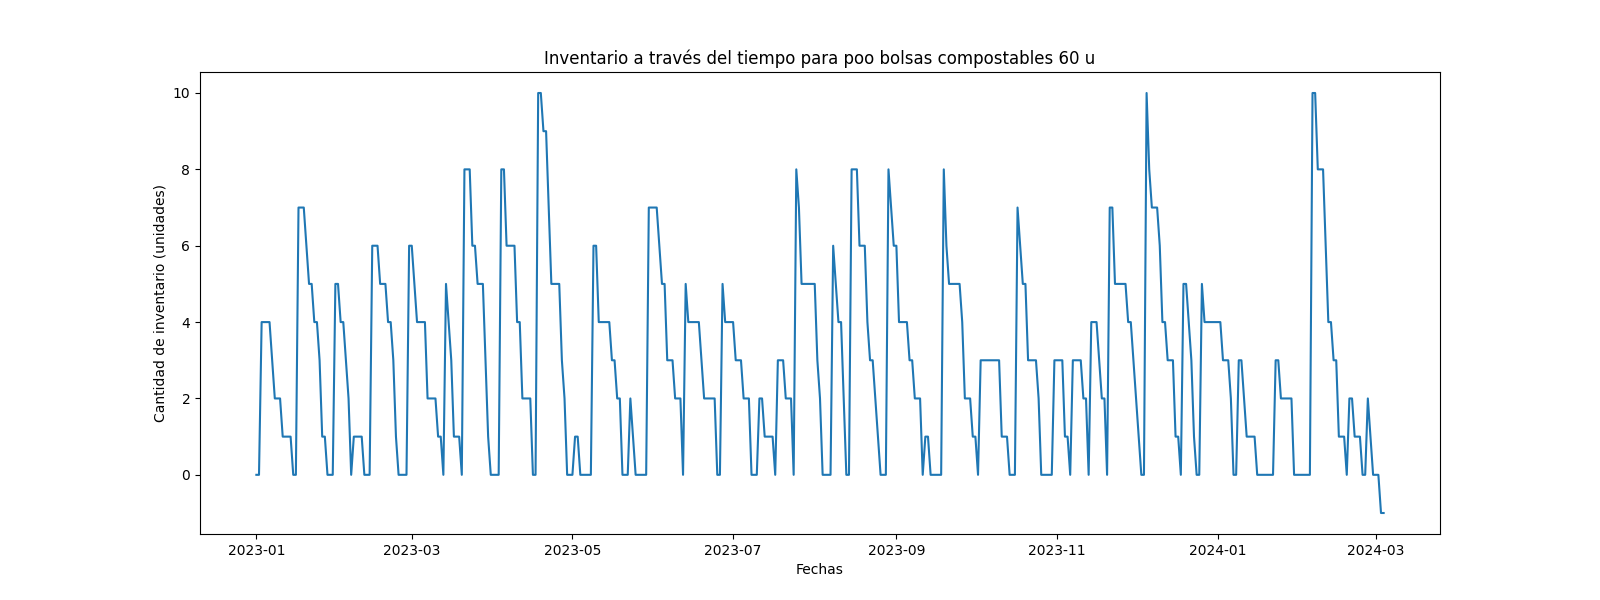 Inventario a través del tiempo para poo bolsas compostables 60 u
Cantidad de inventario (unidades)
10
8
6
4
2
0
2023-01 2023-03 2023-05 2023-07 2023-09 2023-11 2024-01 2024-03
Fechas